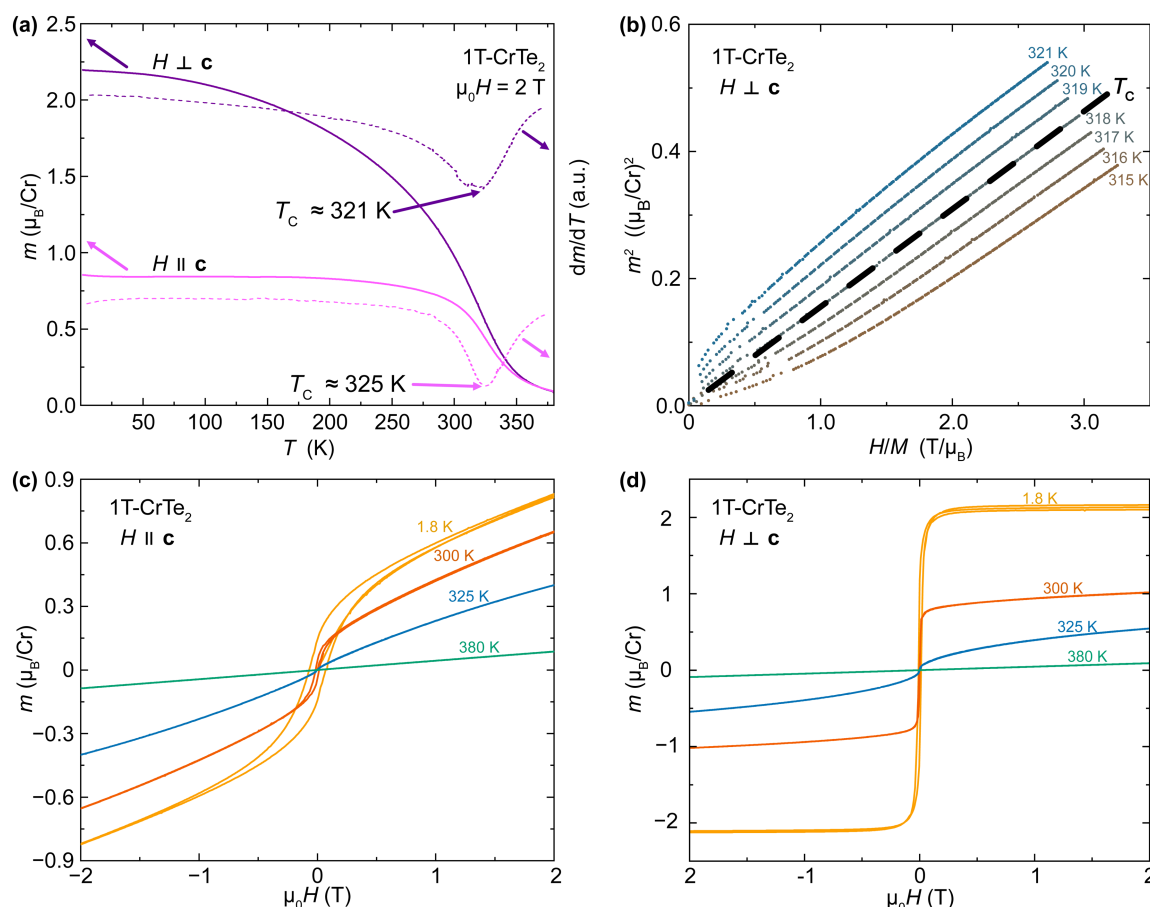 (a)
2.5
2.0
1.5
1.0
0.5
0.0
m (μB/Cr)
H ⊥ c
1T-CrTe2
μ0H = 2 T
TC ≈ 321 K
H || c
TC ≈ 325 K
dm/dT (a.u.)
50 100 150 200 250 300 350
T (K)
(b)
0.6
0.4
0.2
0.0
m² ((μB/Cr)²
1T-CrTe2
H ⊥ c
321 K
320 K
319 K
TC
318 K
317 K
316 K
315 K
0 1.0 2.0 3.0
H/M (T/μB)
(c)
0.9
0.6
0.3
0
−0.3
−0.6
−0.9
m (μB/Cr)
1T-CrTe2
H || c
1.8 K
300 K
325 K
380 K
−2 −1 0 1 2
μ0H (T)
(d)
2
1
0
−1
−2
m (μB/Cr)
1T-CrTe2
H ⊥ c
1.8 K
300 K
325 K
380 K
−2 -1 0 1 2
μ0H (T)